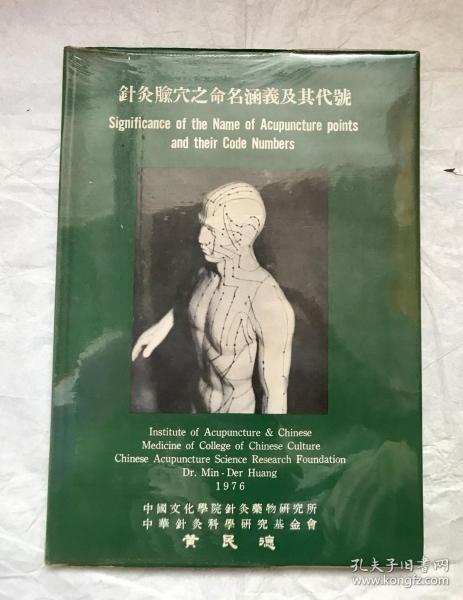 針灸腧穴之命名涵義及其代號
Significance of the Name of Acupuncture points
and their Code Numbers
Institute of Acupuncture & Chinese
Medicine of College of Chinese Culture
Chinese Acupuncture Science Research Foundation
Dr. Min - Der Huang
1976
中國文化學院針灸藥物研究所
中華針灸科學研究基金會
黃民德
孔夫子旧书网
www.kongfz.com